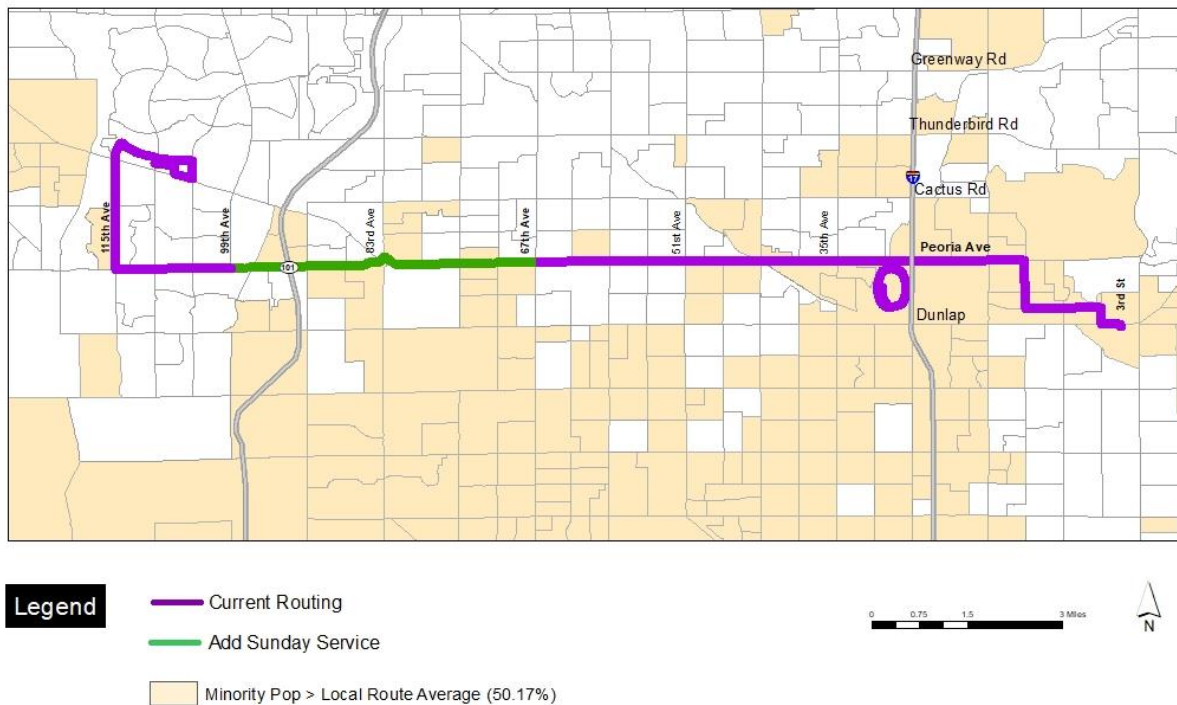 Greenway Rd
Thunderbird Rd
17
Cactus Rd
115th Ave
99th Ave
83rd Ave
67th Ave
51st Ave
35th Ave
Peoria Ave
101
3rd St
Dunlap
Legend
Current Routing
Add Sunday Service
Minority Pop > Local Route Average (50.17%)
0 0.75 1.5 3 Miles
N